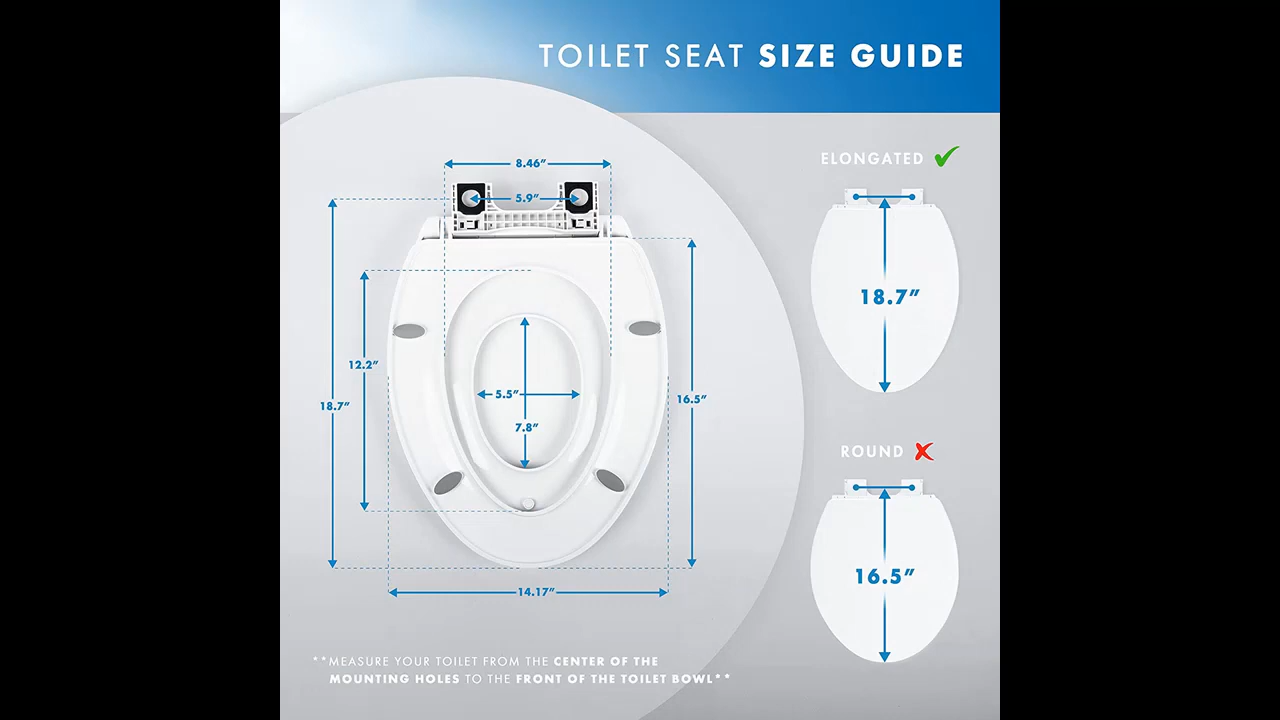 TOILET SEAT SIZE GUIDE
ELONGATED
8.46”
5.9”
18.7”
12.2”
18.7”
5.5”
16.5”
7.8”
ROUND
16.5”
14.17”
**MEASURE YOUR TOILET FROM THE CENTER OF THE
MOUNTING HOLES TO THE FRONT OF THE TOILET BOWL**